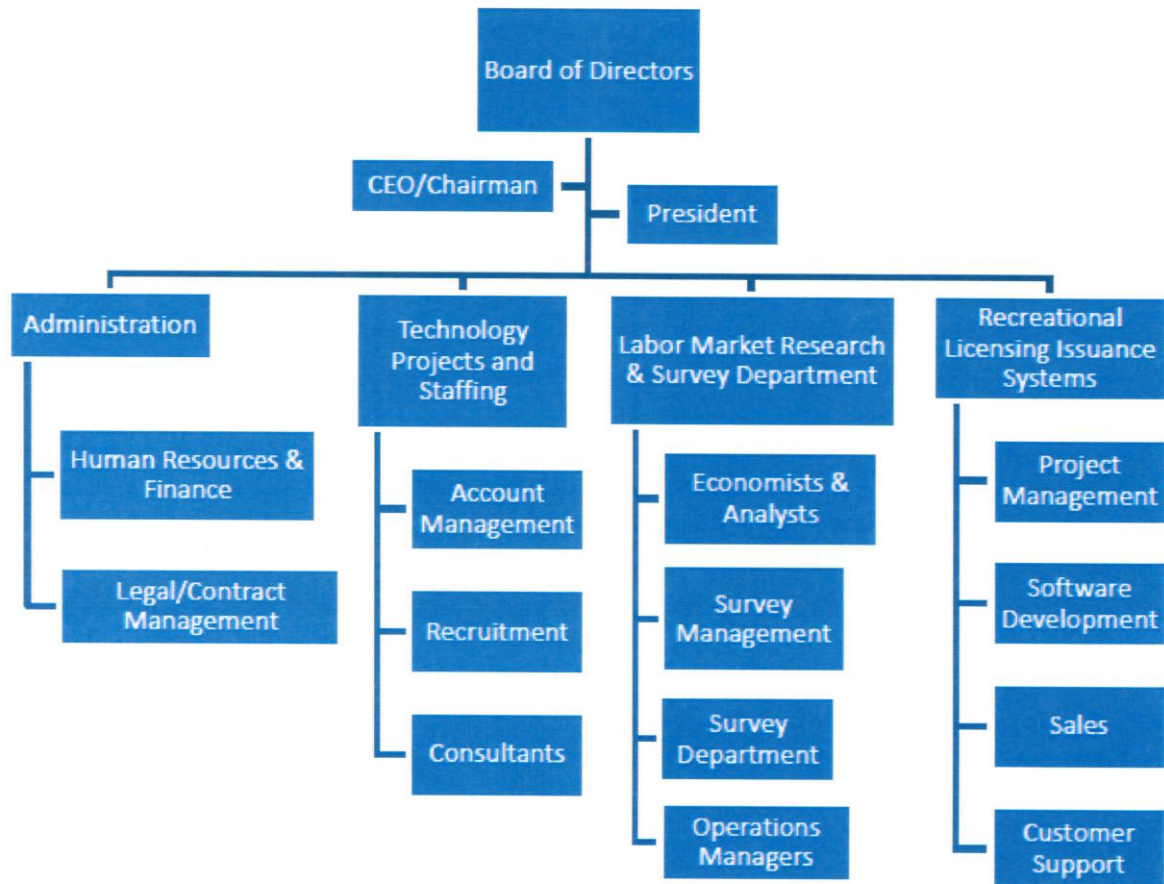 Board of Directors
CEO/Chairman
President
Administration
Human Resources &
Finance
Legal/Contract
Management
Technology
Projects and
Staffing
Account
Management
Recruitment
Consultants
Labor Market Research
& Survey Department
Economists &
Analysts
Survey
Management
Survey
Department
Operations
Managers
Recreational
Licensing Issuance
Systems
Project
Management
Software
Development
Sales
Customer
Support